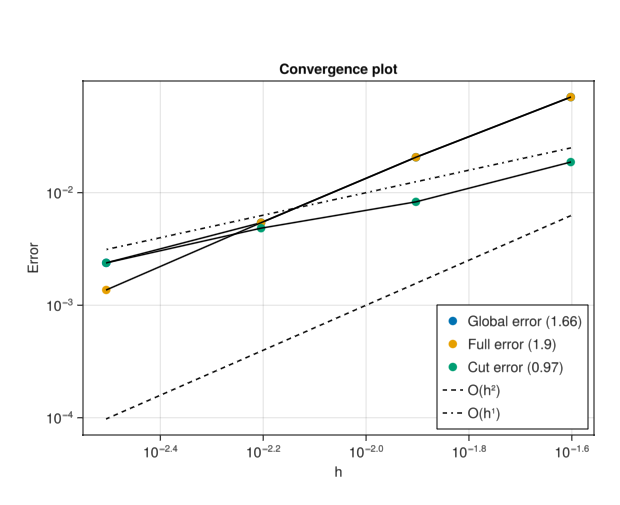 Convergence plot
Error
10⁻²
10⁻³
10⁻⁴
Global error (1.66)
Full error (1.9)
Cut error (0.97)
O(h²)
O(h¹)
10⁻²·⁴ 10⁻²·² 10⁻²·⁰ 10⁻¹·⁸ 10⁻¹·⁶
h